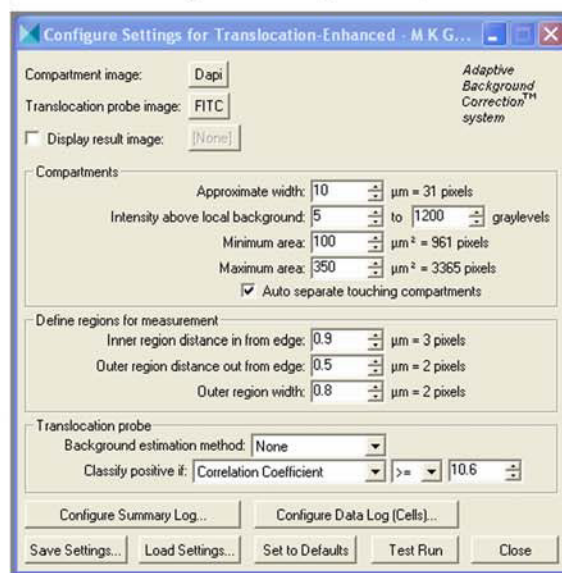 Configure Settings for Translocation-Enhanced - M K G...
Compartment image: Dapi
Adaptive
Background
Correction™
system
Translocation probe image: FITC
Display result image: [None]
Compartments
Approximate width: 10 µm = 31 pixels
Intensity above local background: 5 to 1200 graylevels
Minimum area: 100 µm² = 961 pixels
Maximum area: 350 µm² = 3365 pixels
Auto separate touching compartments
Define regions for measurement
Inner region distance in from edge: 0.9 µm = 3 pixels
Outer region distance out from edge: 0.5 µm = 2 pixels
Outer region width: 0.8 µm = 2 pixels
Translocation probe
Background estimation method: None
Classify positive if: Correlation Coefficient >= 10.6
Configure Summary Log... Configure Data Log (Cells)...
Save Settings... Load Settings... Set to Defaults Test Run Close